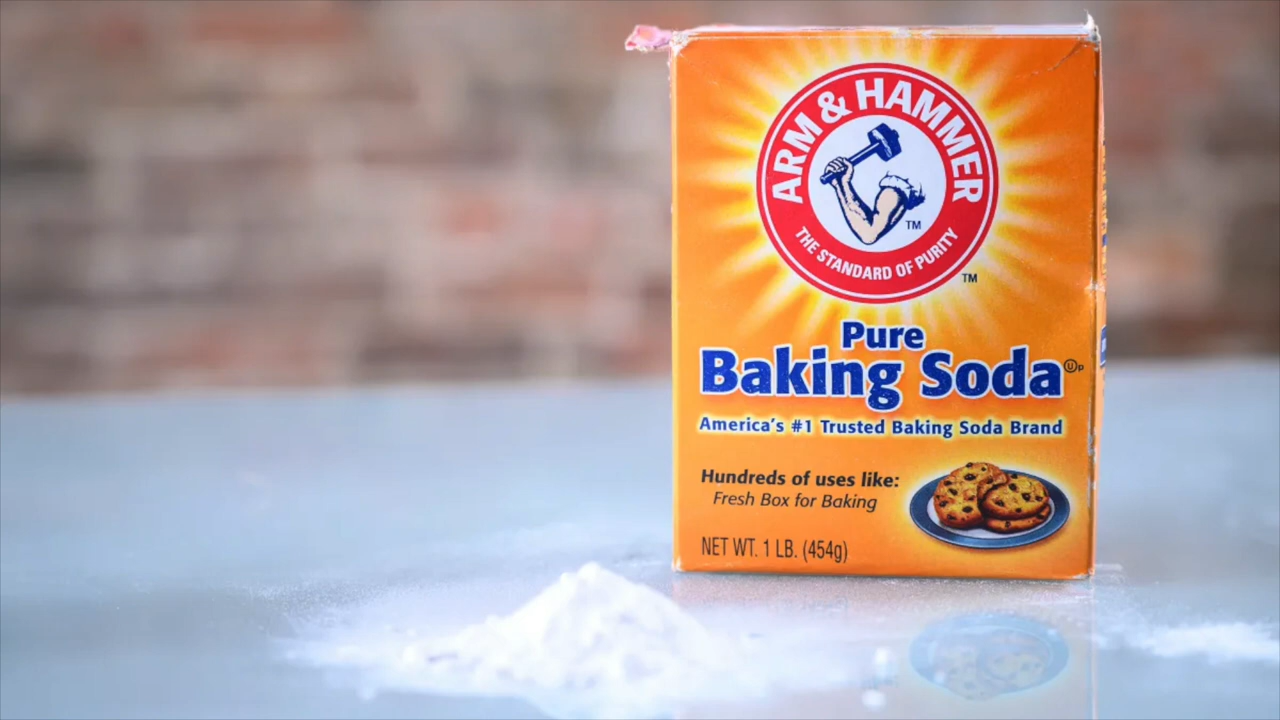 ARM & HAMMER
TM
THE STANDARD OF PURITY
TM
Pure
Baking Soda Ⓤp
America's #1 Trusted Baking Soda Brand
Hundreds of uses like:
Fresh Box for Baking
NET WT. 1 LB. (454g)